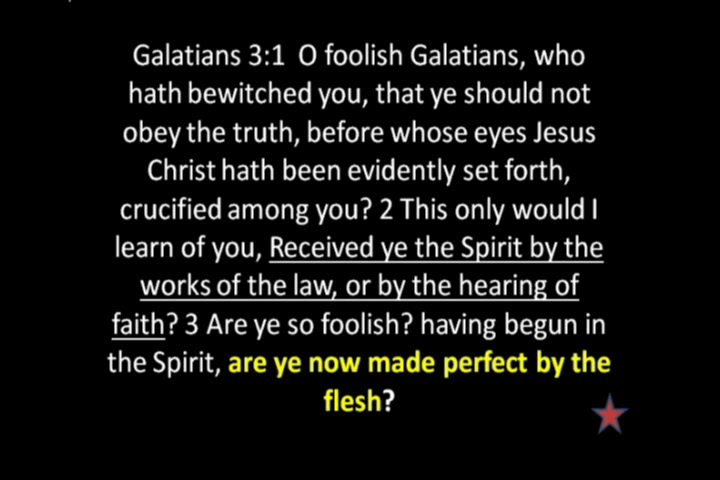 Galatians 3:1  O foolish Galatians, who
hath bewitched you, that ye should not
obey the truth, before whose eyes Jesus
Christ hath been evidently set forth,
crucified among you? 2 This only would I
learn of you, Received ye the Spirit by the
works of the law, or by the hearing of
faith? 3 Are ye so foolish? having begun in
the Spirit, are ye now made perfect by the
flesh?